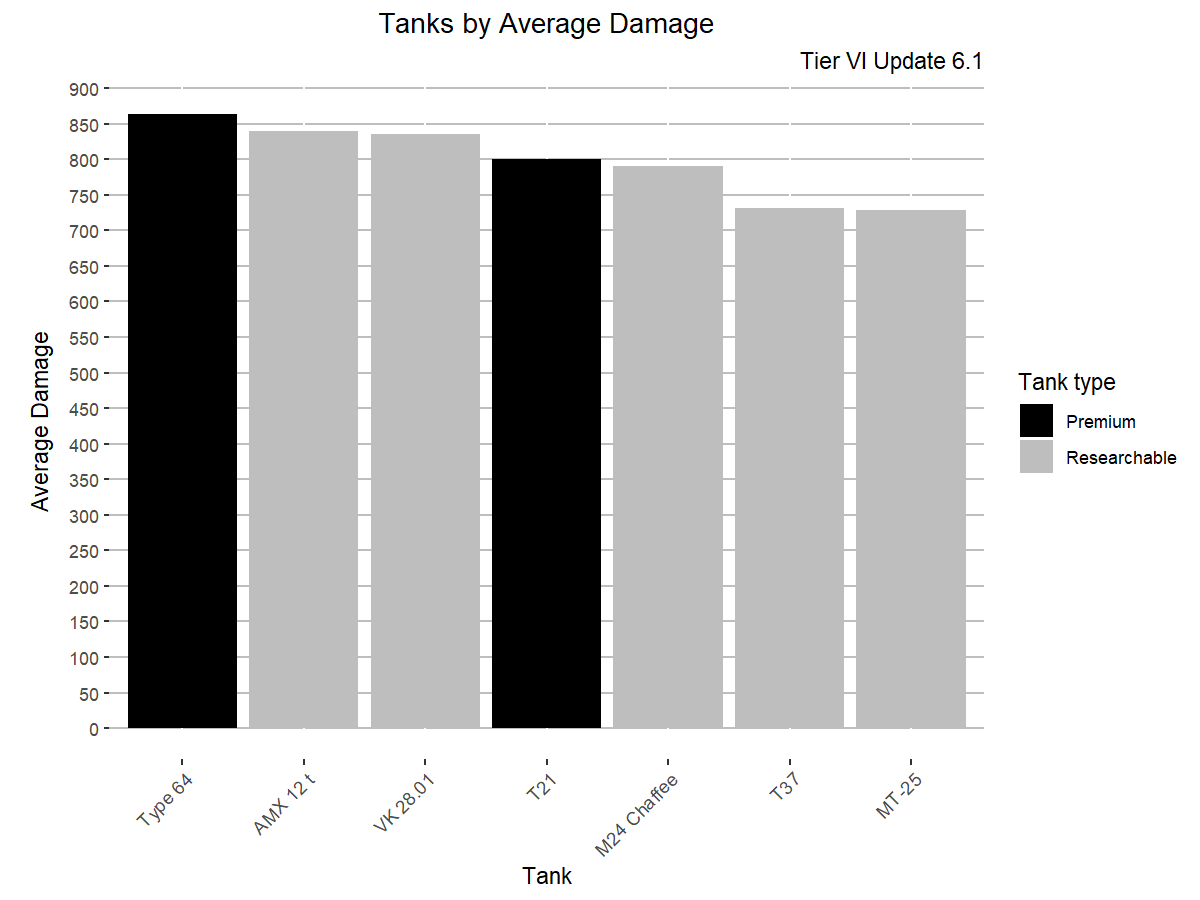 Tanks by Average Damage
Tier VI Update 6.1
900
850
800
750
700
650
600
550
500
450
400
350
300
250
200
150
100
50
0
Average Damage
Type 64
AMX 12 t
VK 28.01
T21
M24 Chaffee
T37
MT-25
Tank
Tank type
Premium
Researchable